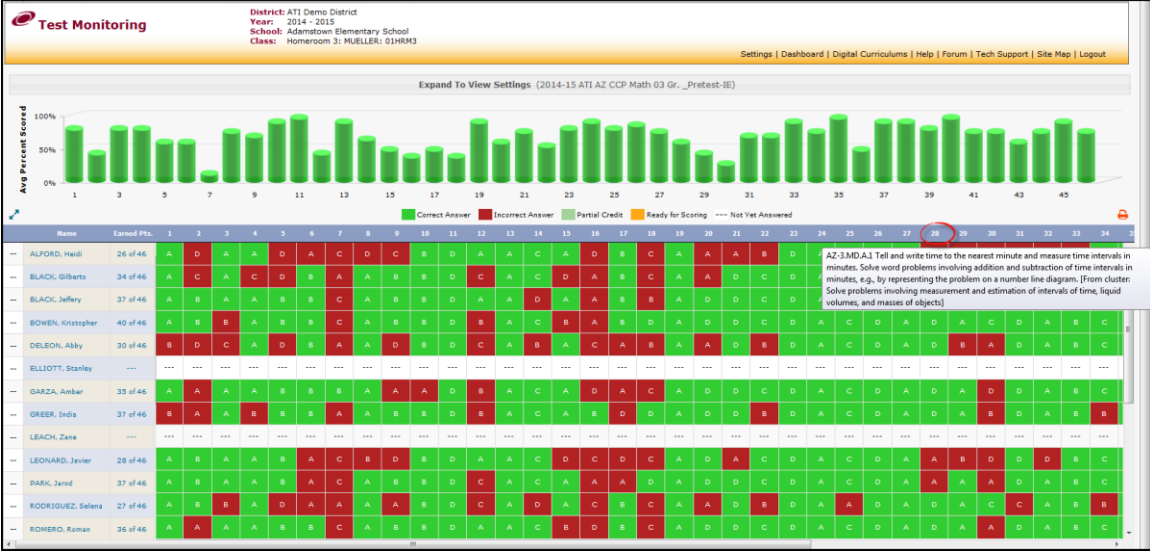 Test Monitoring
District: ATI Demo District
Year: 2014 - 2015
School: Adamstown Elementary School
Class: Homeroom 3: MUELLER: 01HRM3
Settings | Dashboard | Digital Curriculums | Help | Forum | Tech Support | Site Map | Logout
Expand To View Settings (2014-15 ATI AZ CCP Math 03 Gr. _Pretest-IE)
Avg Percent Scored
100%
50%
0%
1 3 5 7 9 11 13 15 17 19 21 23 25 27 29 31 33 35 37 39 41 43 45
Correct Answer Incorrect Answer Partial Credit Ready for Scoring --- Not Yet Answered
Name Earned Pts. 1 2 3 4 5 6 7 8 9 10 11 12 13 14 15 16 17 18 19 20 21 22 23 24 25 26 27 28 29 30 31 32 33 34
-- ALFORD, Heidi 26 of 46 A D A A D A C D C B D A C A A D B C A A A B D
-- BLACK, Gilberto 34 of 46 A C A C D B A A B B D C A C D A B C A A D C D
-- BLACK, Jeffery 37 of 46 A B A A B B C A B B D A A D A A B B A D D C D
AZ-3.MD.A.1 Tell and write time to the nearest minute and measure time intervals in
minutes. Solve word problems involving addition and subtraction of time intervals in
minutes, e.g., by representing the problem on a number line diagram. [From cluster:
Solve problems involving measurement and estimation of intervals of time, liquid
volumes, and masses of objects]
-- BOWEN, Kristopher 40 of 46 A B B A B B C A B B D B A C B A B D A D D C D A C D A D A C D A B C
-- DELEON, Abby 30 of 46 B D C A D B A A D B D C A B A C A B A A D B D A C D A D B A D A B C
-- ELLIOTT, Stanley --- --- --- --- --- --- --- --- --- --- --- --- --- --- --- --- --- --- --- --- --- --- --- --- --- --- --- --- --- --- --- --- --- --- ---
-- GARZA, Amber 35 of 46 A A A A B B B A A A D B A C A D A C A D D C D A C D A D A D D A B C
-- GREER, India 37 of 46 B A A B B B A A B B D B A C A B D D A D D B D A C D A D A B D A B B
-- LEACH, Zane --- --- --- --- --- --- --- --- --- --- --- --- --- --- --- --- --- --- --- --- --- --- --- --- --- --- --- --- --- --- --- --- --- --- ---
-- LEONARD, Javier 28 of 46 A B A A B A C B D B D A A C D C D C A D A C D A C D A A B D D D B C
-- PARK, Jarod 37 of 46 A B A A B A C A B B D C A C A A A D A D D C D A C D A A A A D A B C
-- RODRIGUEZ, Selena 27 of 46 A B B A D A A A A B D C A D A C B C A A D B D A A D A D A C C A B B
-- ROMERO, Roman 36 of 46 A A A A B B C A B B D A A C B D B C A D D C D A C D A D A A D A B C